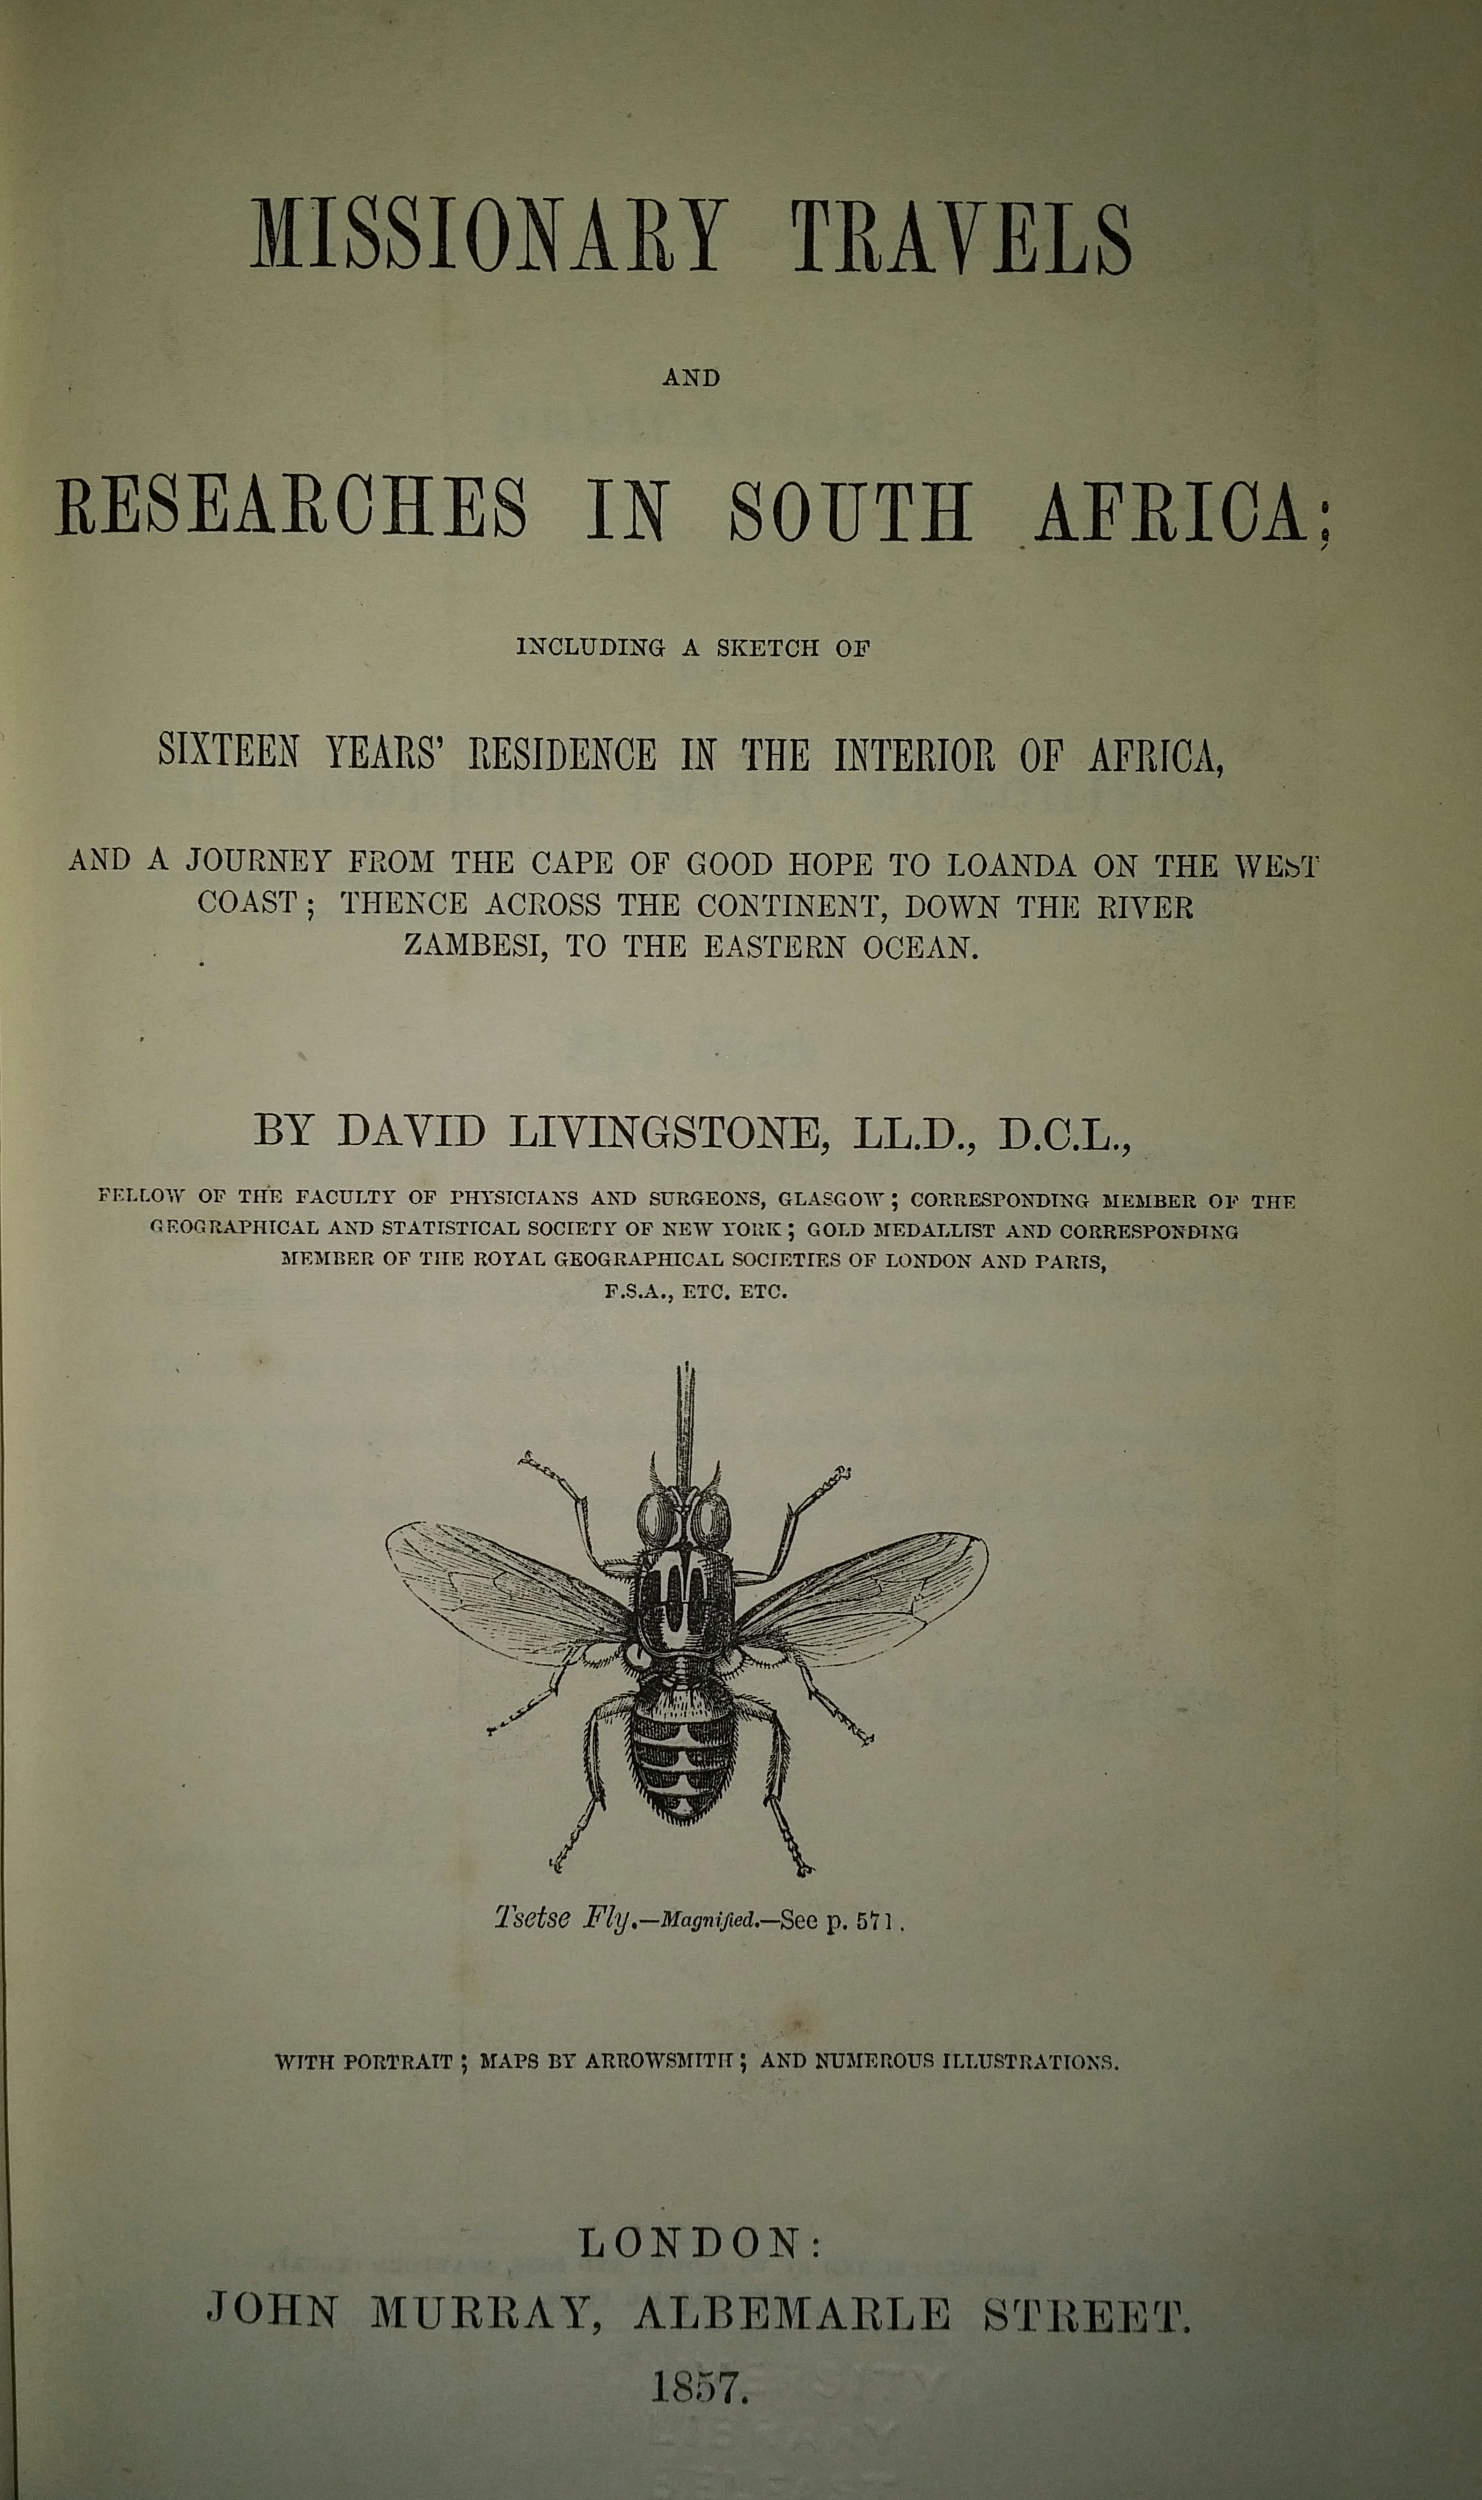 MISSIONARY TRAVELS
AND
RESEARCHES IN SOUTH AFRICA;
INCLUDING A SKETCH OF
SIXTEEN YEARS' RESIDENCE IN THE INTERIOR OF AFRICA,
AND A JOURNEY FROM THE CAPE OF GOOD HOPE TO LOANDA ON THE WEST
COAST; THENCE ACROSS THE CONTINENT, DOWN THE RIVER
ZAMBESI, TO THE EASTERN OCEAN.
BY DAVID LIVINGSTONE, LL.D., D.C.L.,
FELLOW OF THE FACULTY OF PHYSICIANS AND SURGEONS, GLASGOW; CORRESPONDING MEMBER OF THE
GEOGRAPHICAL AND STATISTICAL SOCIETY OF NEW YORK; GOLD MEDALLIST AND CORRESPONDING
MEMBER OF THE ROYAL GEOGRAPHICAL SOCIETIES OF LONDON AND PARIS,
F.S.A., ETC. ETC.
Tsetse Fly.—Magnified.—See p. 571.
WITH PORTRAIT; MAPS BY ARROWSMITH; AND NUMEROUS ILLUSTRATIONS.
LONDON:
JOHN MURRAY, ALBEMARLE STREET.
1857.